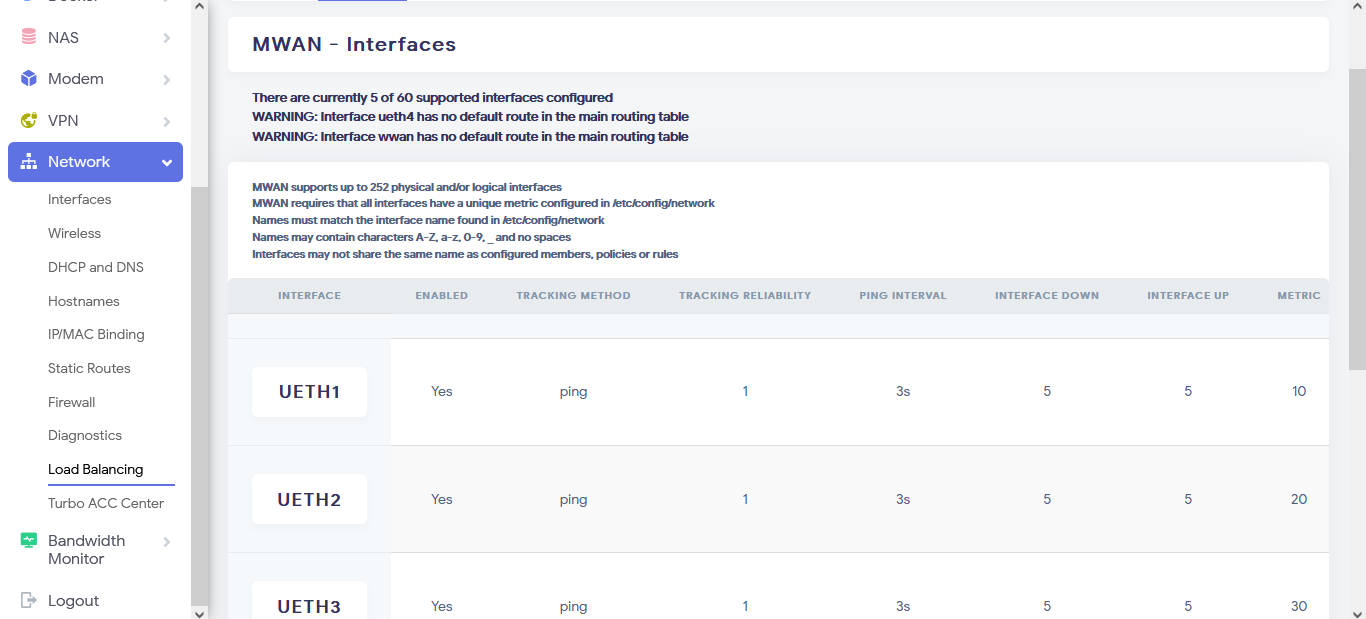 NAS
Modem
VPN
Network
Interfaces
Wireless
DHCP and DNS
Hostnames
IP/MAC Binding
Static Routes
Firewall
Diagnostics
Load Balancing
Turbo ACC Center
Bandwidth
Monitor
Logout
MWAN - Interfaces
There are currently 5 of 60 supported interfaces configured
WARNING: Interface ueth4 has no default route in the main routing table
WARNING: Interface wwan has no default route in the main routing table
MWAN supports up to 252 physical and/or logical interfaces
MWAN requires that all interfaces have a unique metric configured in /etc/config/network
Names must match the interface name found in /etc/config/network
Names may contain characters A-Z, a-z, 0-9, _ and no spaces
Interfaces may not share the same name as configured members, policies or rules
INTERFACE ENABLED TRACKING METHOD TRACKING RELIABILITY PING INTERVAL INTERFACE DOWN INTERFACE UP METRIC
UETH1 Yes ping 1 3s 5 5 10
UETH2 Yes ping 1 3s 5 5 20
UETH3 Yes ping 1 3s 5 5 30